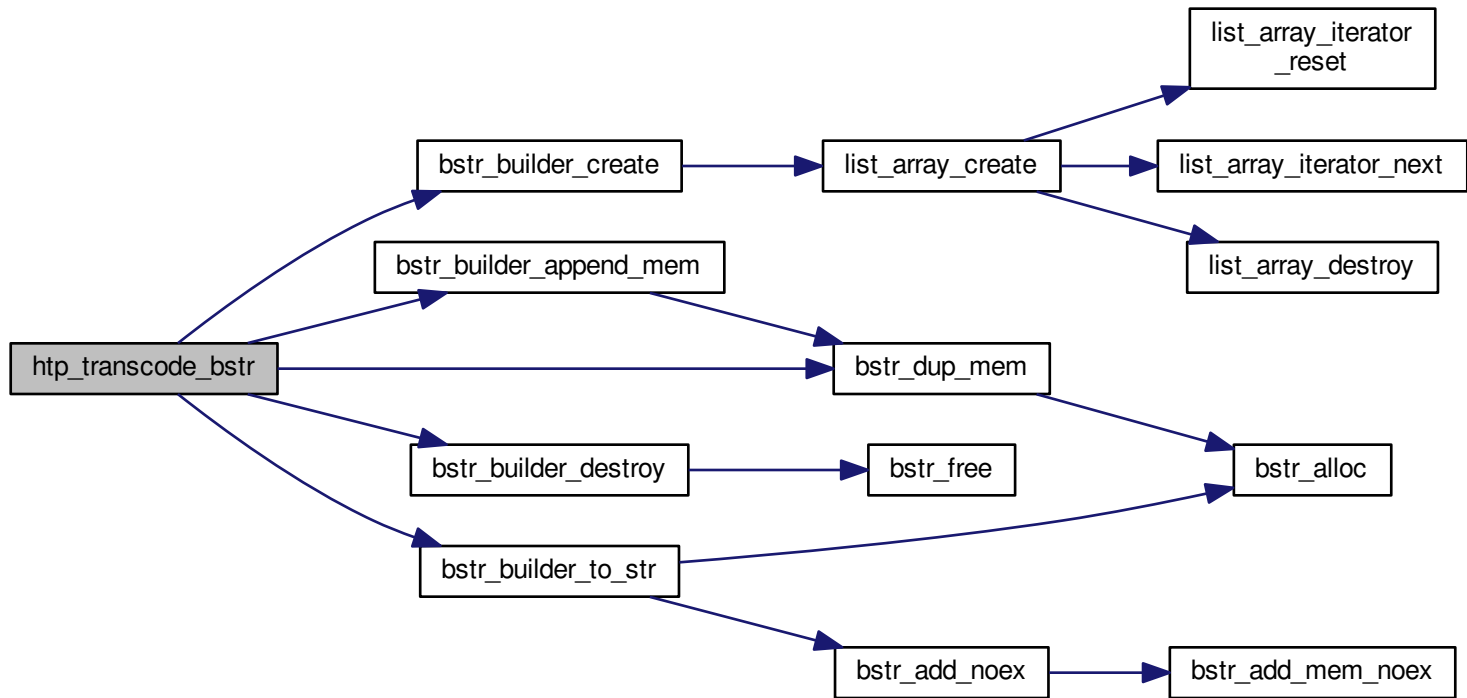 list_array_iterator
_reset
bstr_builder_create
list_array_create
list_array_iterator_next
bstr_builder_append_mem
list_array_destroy
htp_transcode_bstr
bstr_dup_mem
bstr_builder_destroy
bstr_free
bstr_alloc
bstr_builder_to_str
bstr_add_noex
bstr_add_mem_noex